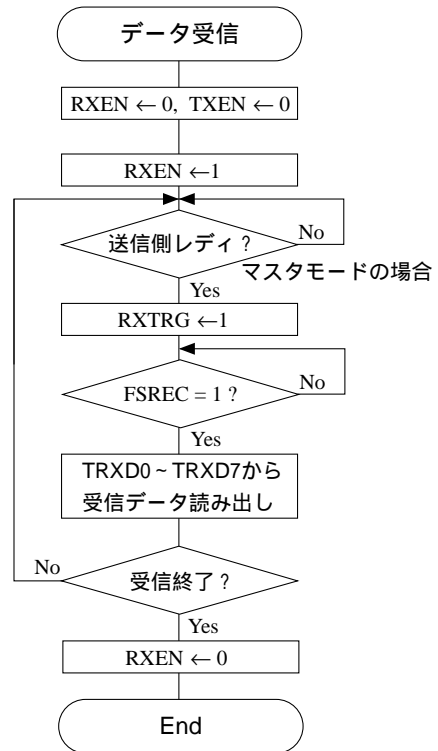 データ受信
RXEN ← 0, TXEN ← 0
RXEN ←1
送信側レディ ?
No
マスタモードの場合
Yes
RXTRG ←1
FSREC = 1 ?
No
Yes
TRXD0 ~ TRXD7から
受信データ読み出し
No
受信終了 ?
Yes
RXEN ← 0
End